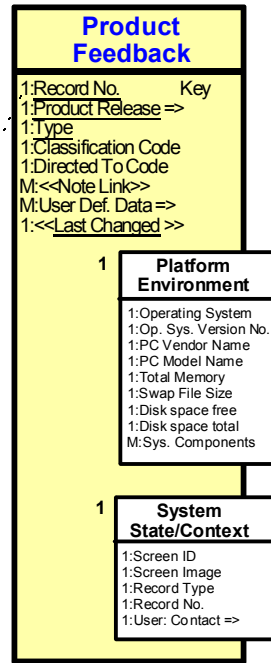 Product
Feedback
1:Record No. Key
1:Product Release =>
1:Type
1:Classification Code
1:Directed To Code
M:<<Note Link>>
M:User Def. Data =>
1:<<Last Changed >>
1
Platform
Environment
1:Operating System
1:Op. Sys. Version No.
1:PC Vendor Name
1:PC Model Name
1:Total Memory
1:Swap File Size
1:Disk space free
1:Disk space total
M:Sys. Components
1
System
State/Context
1:Screen ID
1:Screen Image
1:Record Type
1:Record No.
1:User: Contact =>